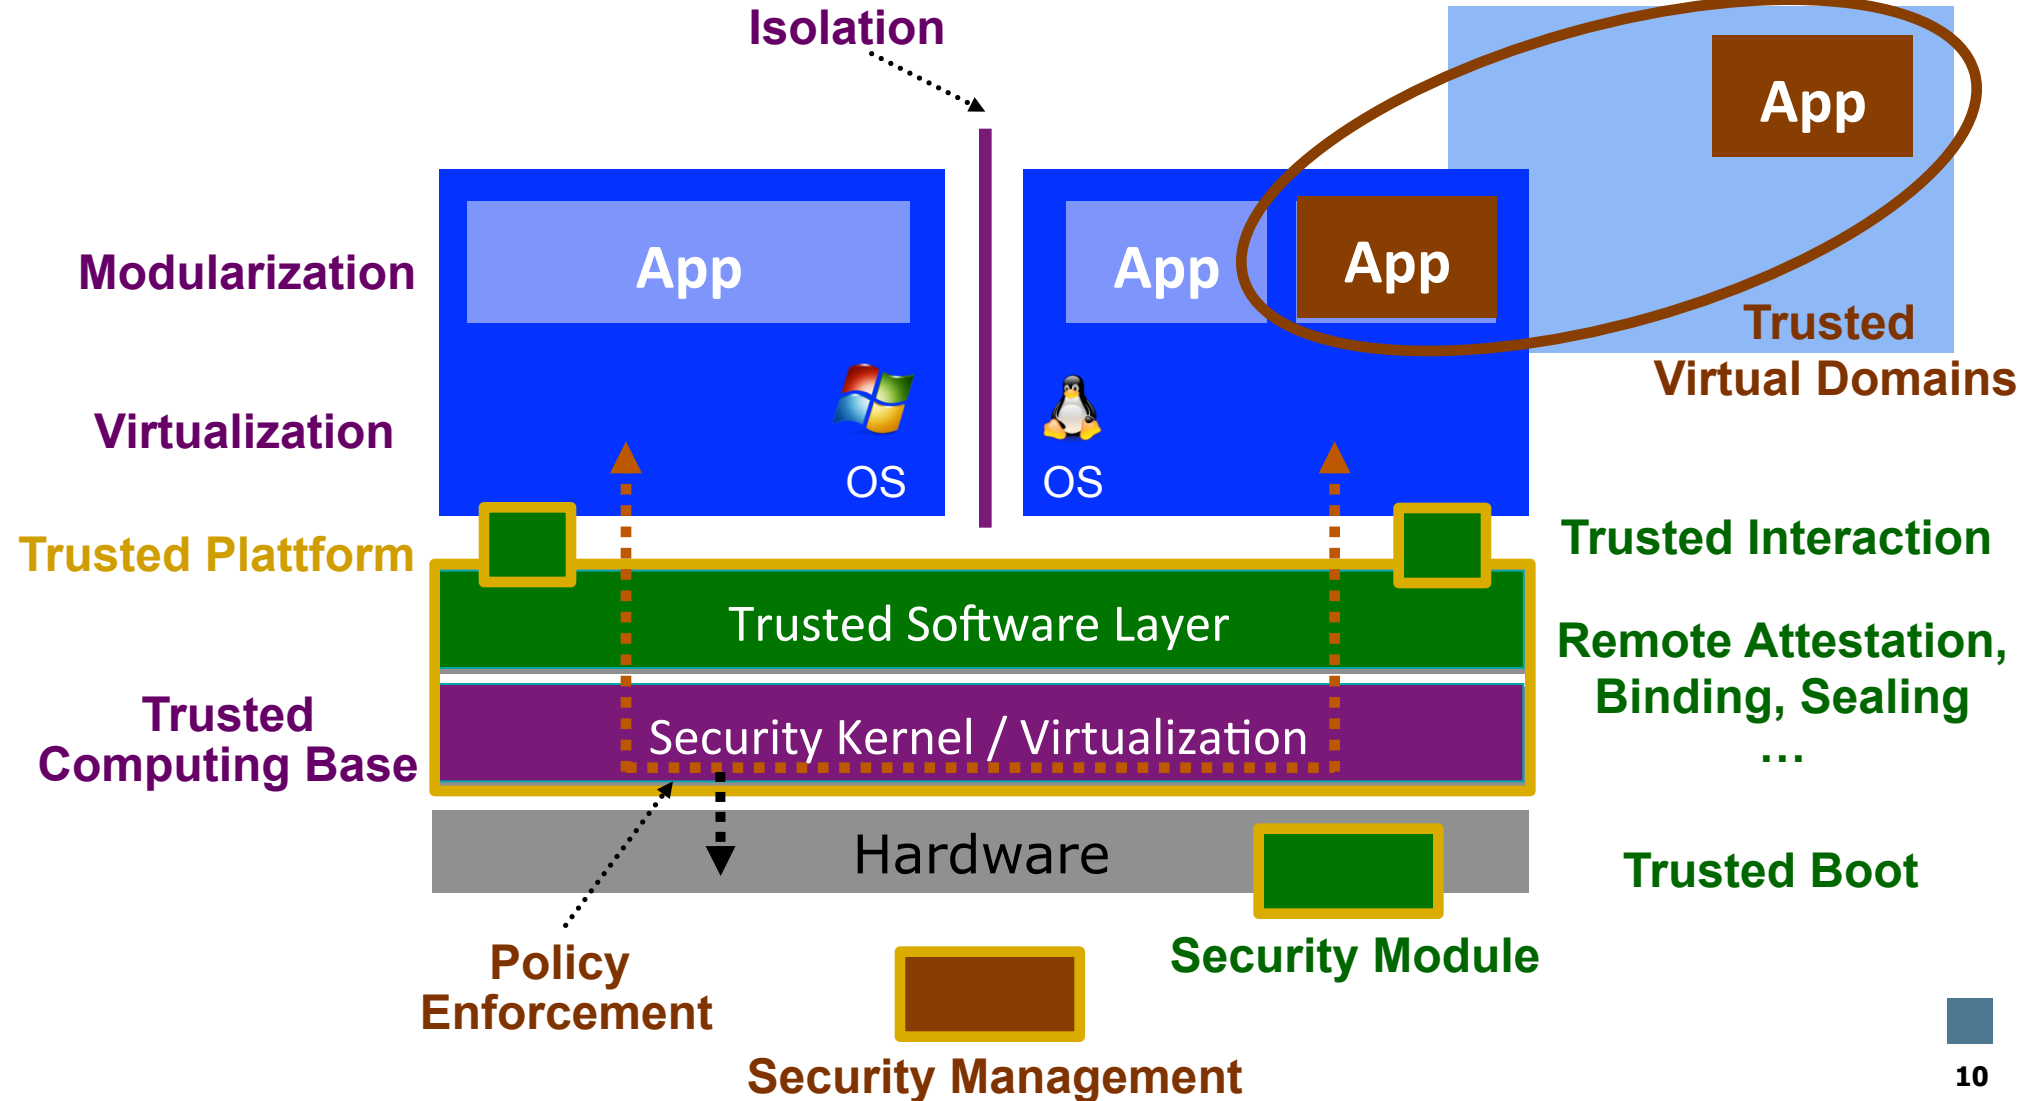 Isolation
App
Modularization
App
App
App
Trusted
Virtual Domains
Virtualization
OS
OS
Trusted Plattform
Trusted Interaction
Trusted Software Layer
Remote Attestation,
Binding, Sealing
...
Trusted
Computing Base
Security Kernel / Virtualization
Hardware
Trusted Boot
Policy
Enforcement
Security Module
Security Management
10